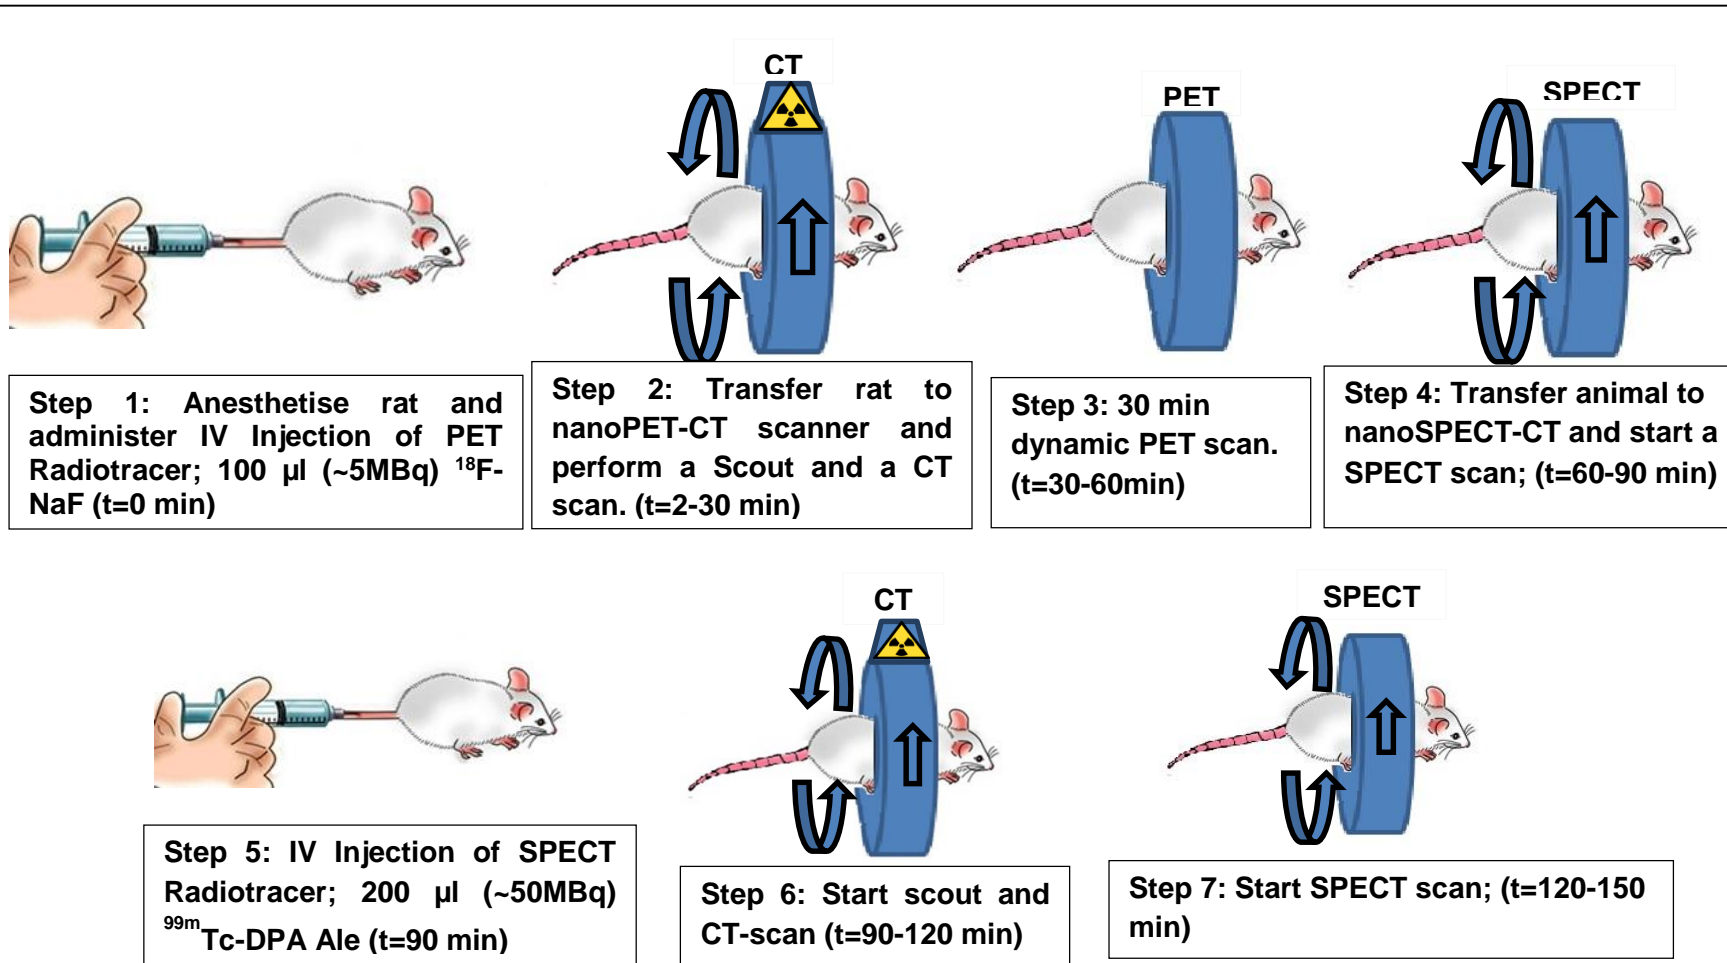 CT
PET
SPECT
Step 1: Anesthetise rat and
administer IV Injection of PET
Radiotracer; 100 µl (~5MBq) ¹⁸F-
NaF (t=0 min)
Step 2: Transfer rat to
nanoPET-CT scanner and
perform a Scout and a CT
scan. (t=2-30 min)
Step 3: 30 min
dynamic PET scan.
(t=30-60min)
Step 4: Transfer animal to
nanoSPECT-CT and start a
SPECT scan; (t=60-90 min)
CT
SPECT
Step 5: IV Injection of SPECT
Radiotracer; 200 µl (~50MBq)
⁹⁹ᵐTc-DPA Ale (t=90 min)
Step 6: Start scout and
CT-scan (t=90-120 min)
Step 7: Start SPECT scan; (t=120-150
min)